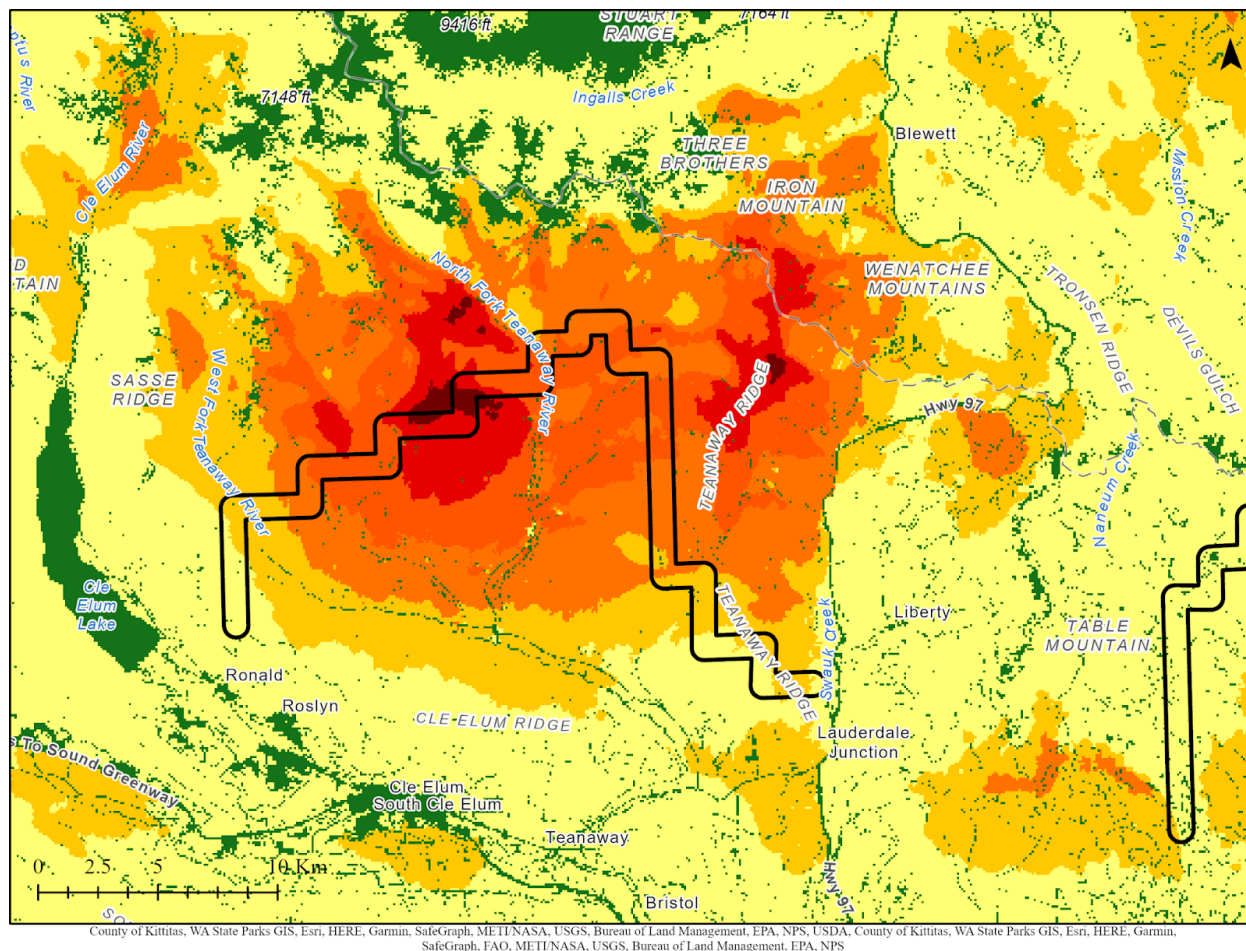 STUART
RANGE
9416 ft
7164 ft
7148 ft
Ingalls Creek
Blewett
THREE
BROTHERS
IRON
MOUNTAIN
Cle Elum River
Mission Creek
North Fork Teanaway River
WENATCHEE
MOUNTAINS
TRONSEN RIDGE
DEVILS GULCH
SASSE
RIDGE
West Fork Teanaway River
TEANAWAY RIDGE
Hwy 97
Naneum Creek
Cle
Elum
Lake
TEANAWAY RIDGE
Swauk Creek
Liberty
TABLE
MOUNTAIN
Ronald
Roslyn
CLE ELUM RIDGE
Lauderdale
Junction
s To Sound Greenway
Cle Elum
South Cle Elum
Teanaway
Hwy 97
Bristol
0 2.5 5 10 Km
County of Kittitas, WA State Parks GIS, Esri, HERE, Garmin, SafeGraph, METI/NASA, USGS, Bureau of Land Management, EPA, NPS, USDA, County of Kittitas, WA State Parks GIS, Esri, HERE, Garmin,
SafeGraph, FAO, METI/NASA, USGS, Bureau of Land Management, EPA, NPS